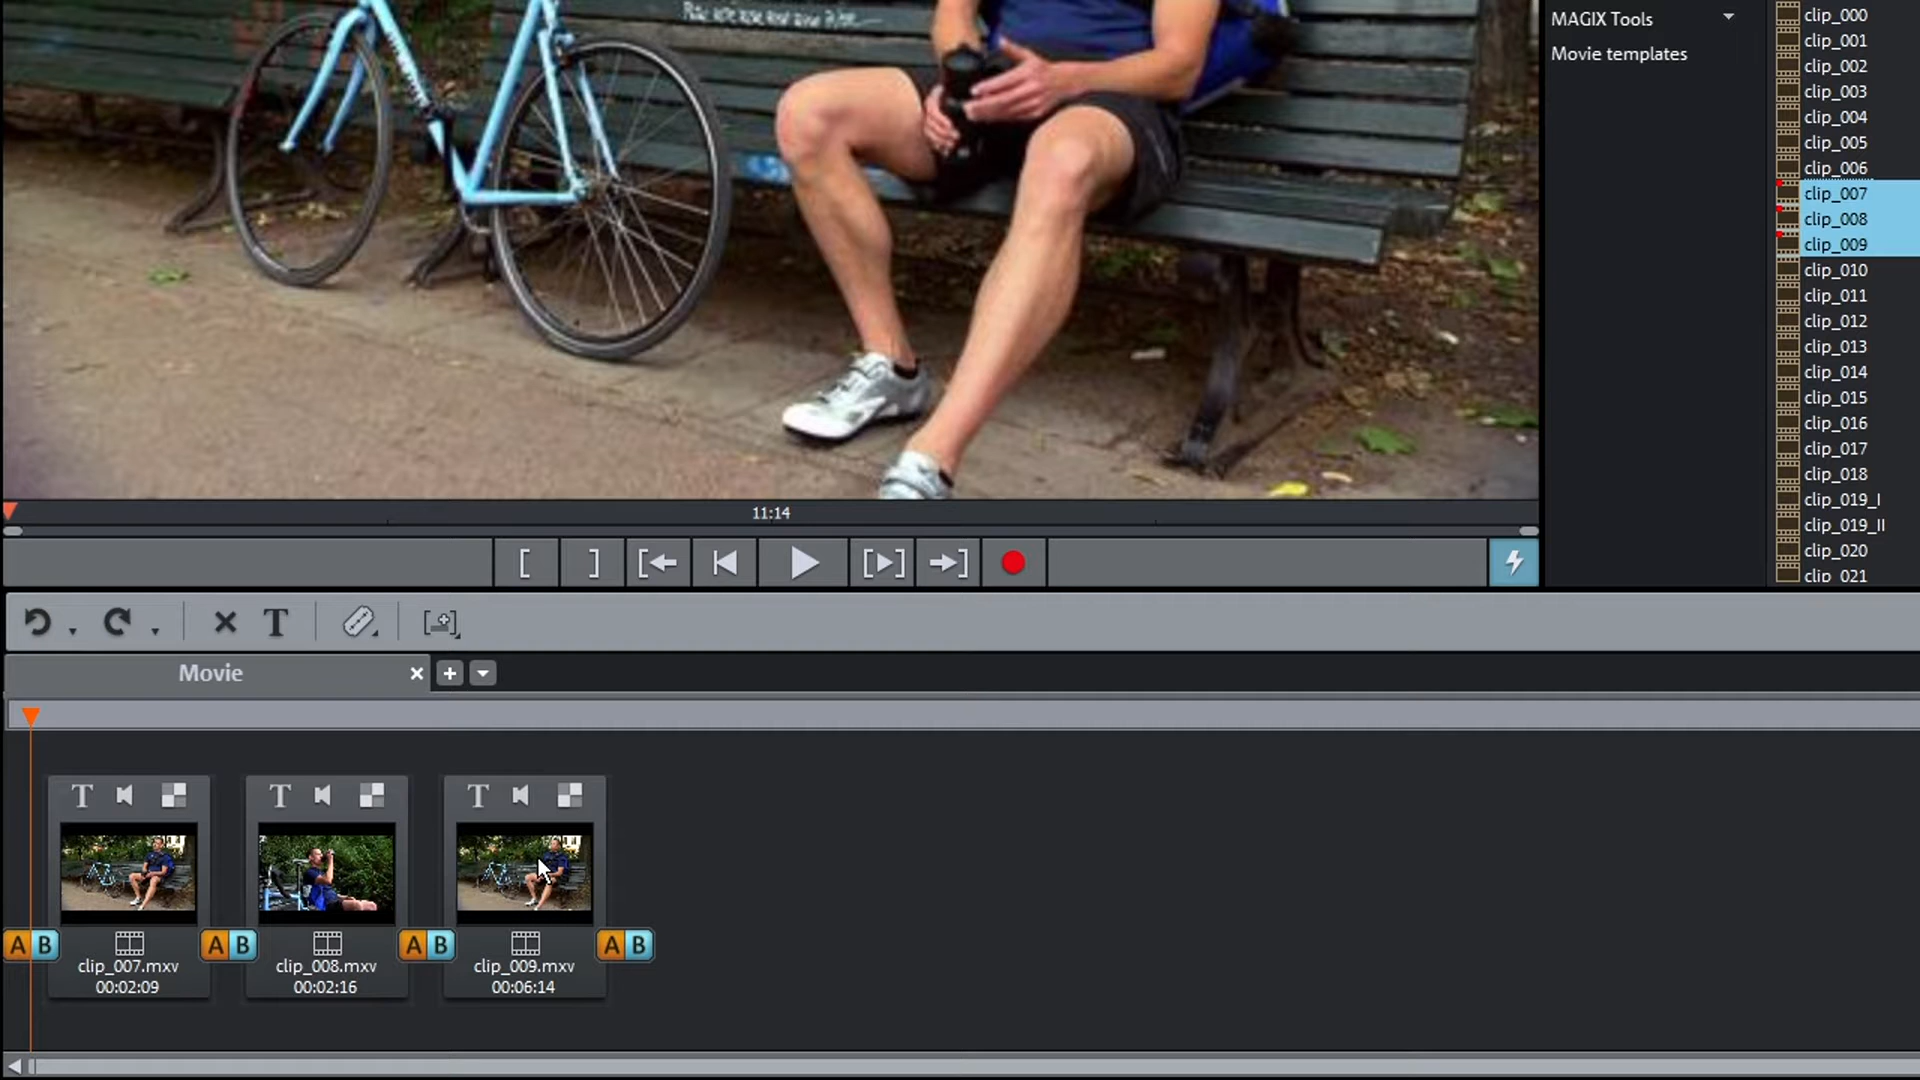 MAGIX Tools
Movie templates
clip_000
clip_001
clip_002
clip_003
clip_004
clip_005
clip_006
clip_007
clip_008
clip_009
clip_010
clip_011
clip_012
clip_013
clip_014
clip_015
clip_016
clip_017
clip_018
clip_019_I
clip_019_II
clip_020
clip_021
11:14
T
Movie
T
T
T
A B
A B
A B
A B
clip_007.mxv
00:02:09
clip_008.mxv
00:02:16
clip_009.mxv
00:06:14